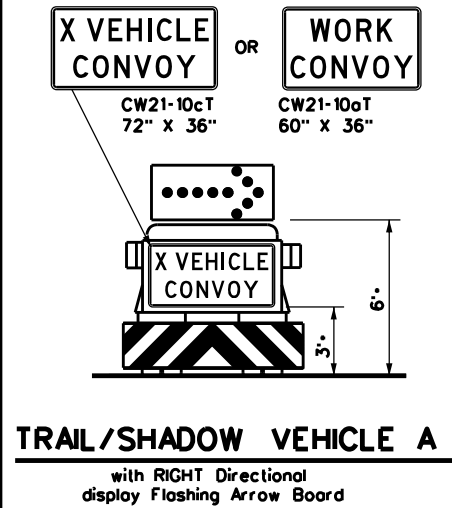 X VEHICLE
CONVOY
OR
WORK
CONVOY
CW21-10cT
72" X 36"
CW21-10aT
60" X 36"
X VEHICLE
CONVOY
3'•
6'•
TRAIL/SHADOW VEHICLE A
with RIGHT Directional
display Flashing Arrow Board